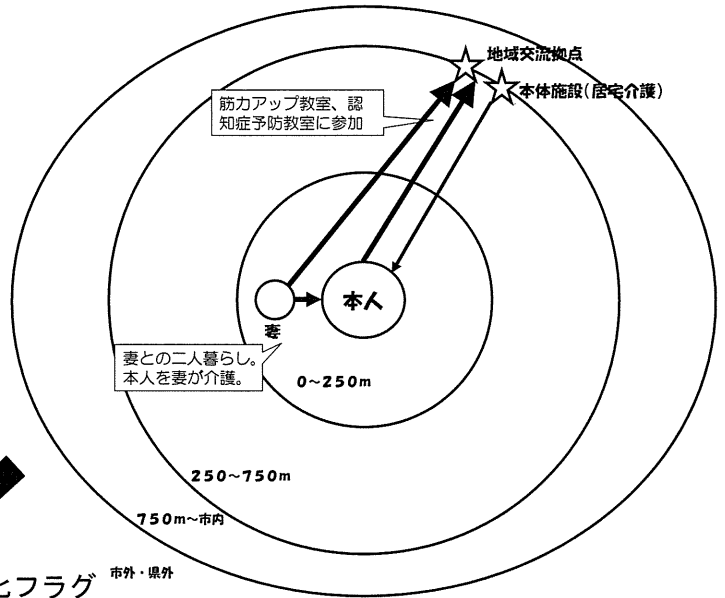 地域交流拠点
本体施設(居宅介護)
筋力アップ教室、認
知症予防教室に参加
本人
妻
妻との二人暮らし。
本人を妻が介護。
0~250m
250~750m
750m~市内
市外・県外
フラグ